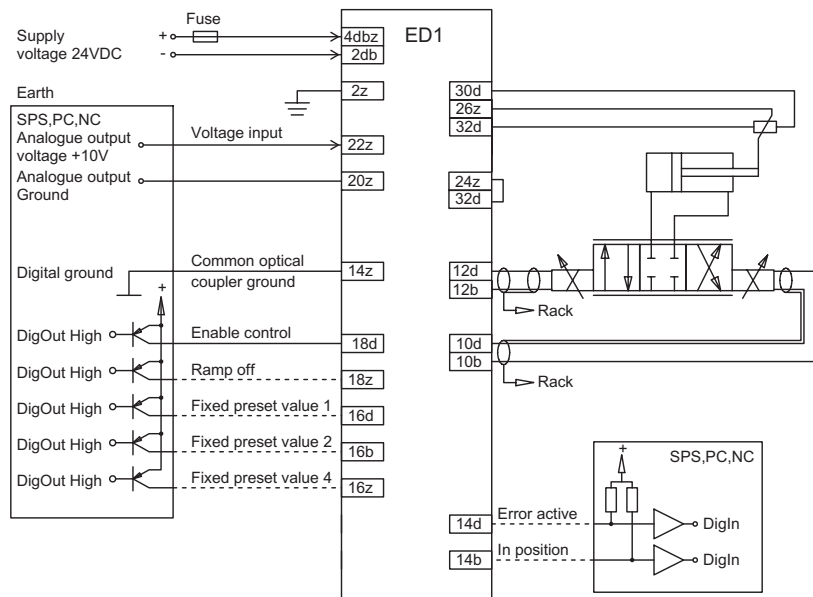 Fuse
Supply
voltage 24VDC
+
-
4dbz
2db
ED1
Earth
2z
30d
26z
32d
SPS,PC,NC
Analogue output
voltage +10V
Voltage input
22z
Analogue output
Ground
20z
24z
32d
Digital ground
Common optical
coupler ground
14z
12d
12b
Rack
+
DigOut High
Enable control
18d
10d
10b
Rack
DigOut High
Ramp off
18z
DigOut High
Fixed preset value 1
16d
DigOut High
Fixed preset value 2
16b
DigOut High
Fixed preset value 4
16z
+
SPS,PC,NC
14d
Error active
DigIn
14b
In position
DigIn